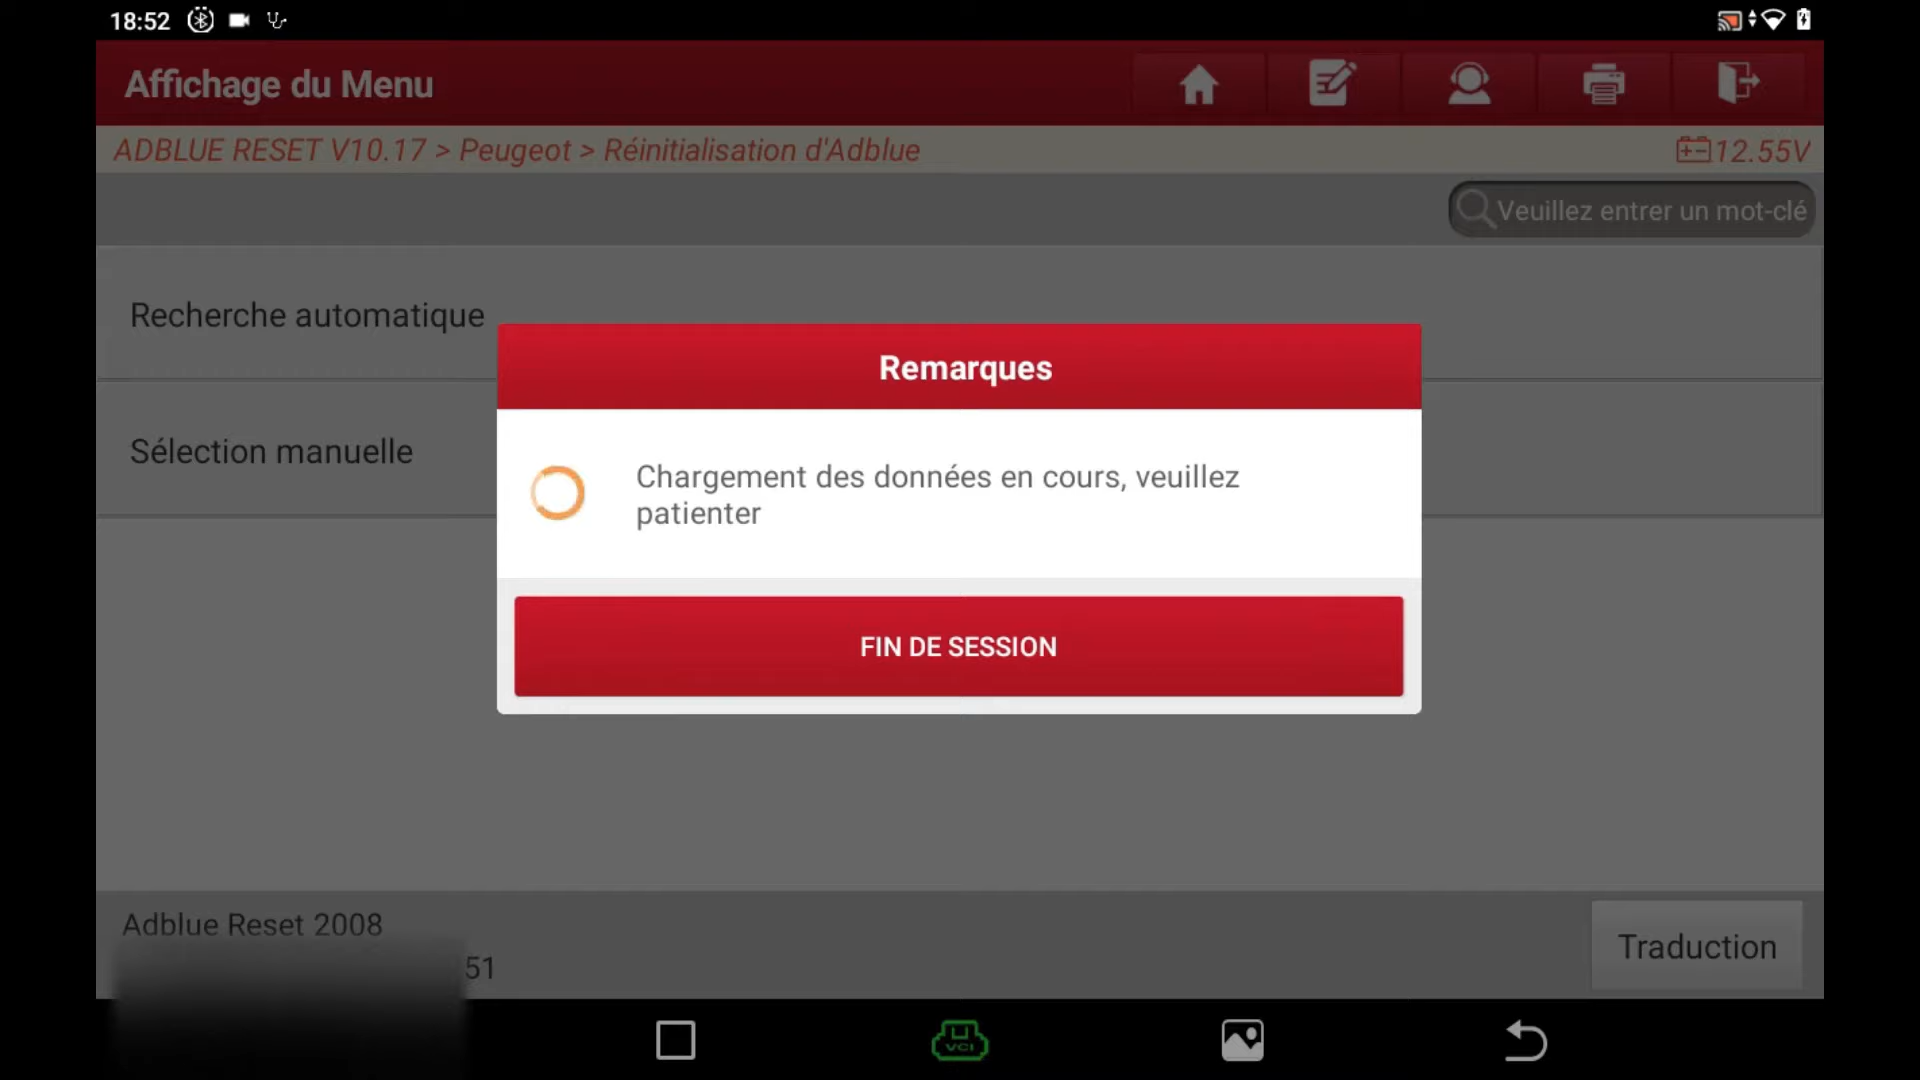 18:52
Affichage du Menu
ADBLUE RESET V10.17 > Peugeot > Réinitialisation d'Adblue
12.55V
Veuillez entrer un mot-clé
Recherche automatique
Sélection manuelle
Remarques
Chargement des données en cours, veuillez
patienter
FIN DE SESSION
Adblue Reset 2008
51
Traduction
VCI